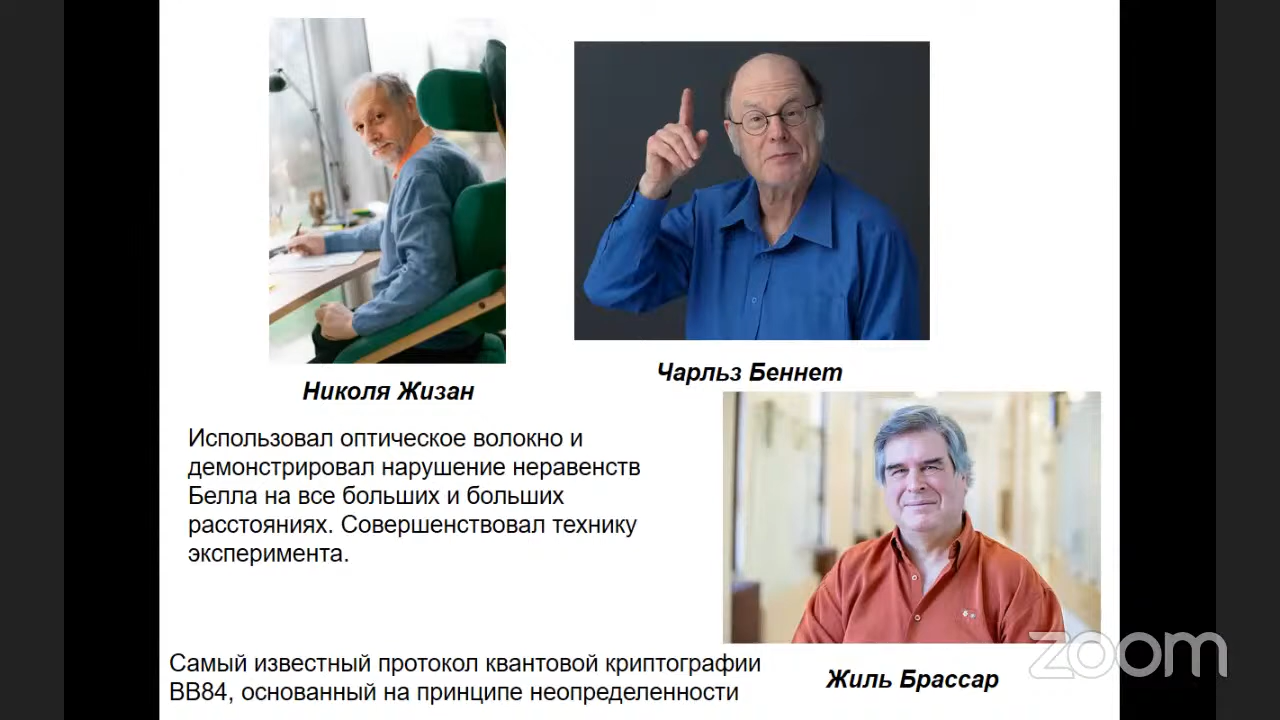 Николя Жизан
Чарльз Беннет
Использовал оптическое волокно и
демонстрировал нарушение неравенств
Белла на все больших и больших
расстояниях. Совершенствовал технику
эксперимента.
Самый известный протокол квантовой криптографии
BB84, основанный на принципе неопределенности
Жиль Брассар
zoom